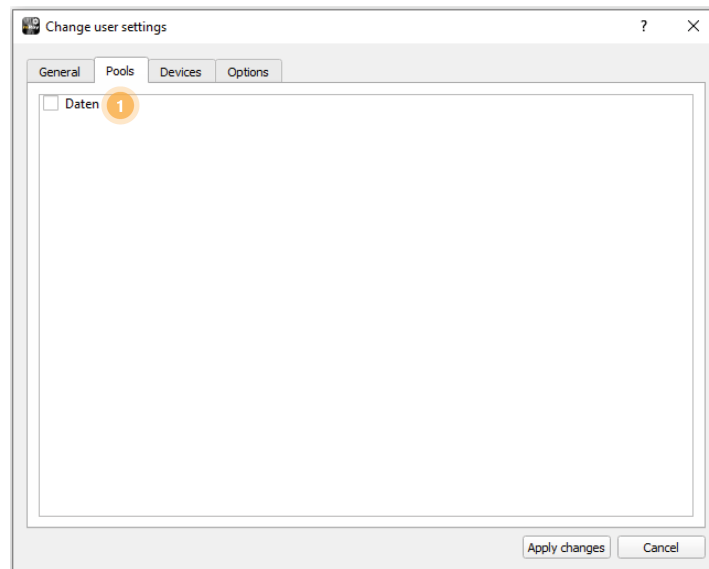 Change user settings
?
General Pools Devices Options
Daten 1
Apply changes Cancel